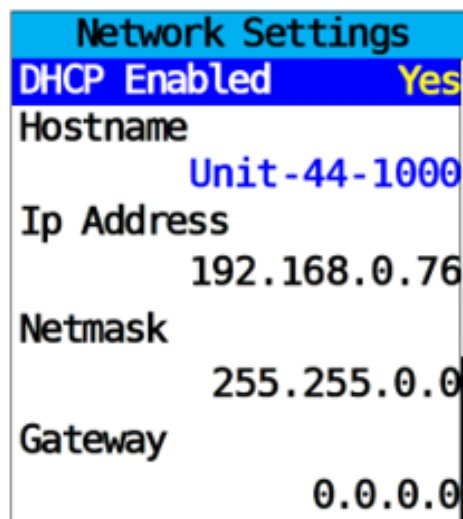 Network Settings
DHCP Enabled Yes
Hostname
Unit-44-1000
Ip Address
192.168.0.76
Netmask
255.255.0.0
Gateway
0.0.0.0